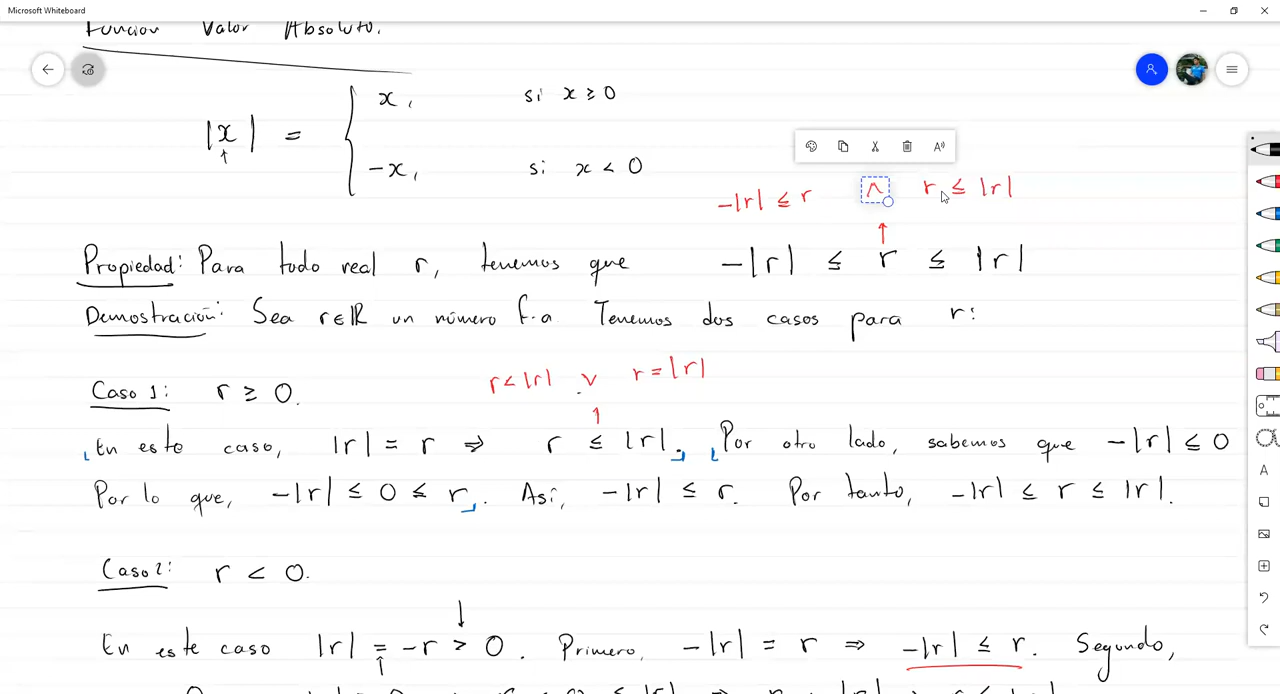 Microsoft Whiteboard
Función Valor Absoluto.
|x| = { x, si x ≥ 0
-x, si x < 0
-|r| ≤ r ∧ r ≤ |r|
Propiedad: Para todo real r, tenemos que -|r| ≤ r ≤ |r|
Demostración: Sea r∈ℝ un número f.a Tenemos dos casos para r:
r < |r| ∨ r = |r|
Caso 1: r ≥ 0.
En este caso, |r| = r ⇒ r ≤ |r|. Por otro lado, sabemos que -|r| ≤ 0
Por lo que, -|r| ≤ 0 ≤ r. Así, -|r| ≤ r. Por tanto, -|r| ≤ r ≤ |r|.
Caso 2: r < 0.
En este caso |r| = -r > 0. Primero, -|r| = r ⇒ -|r| ≤ r. Segundo,